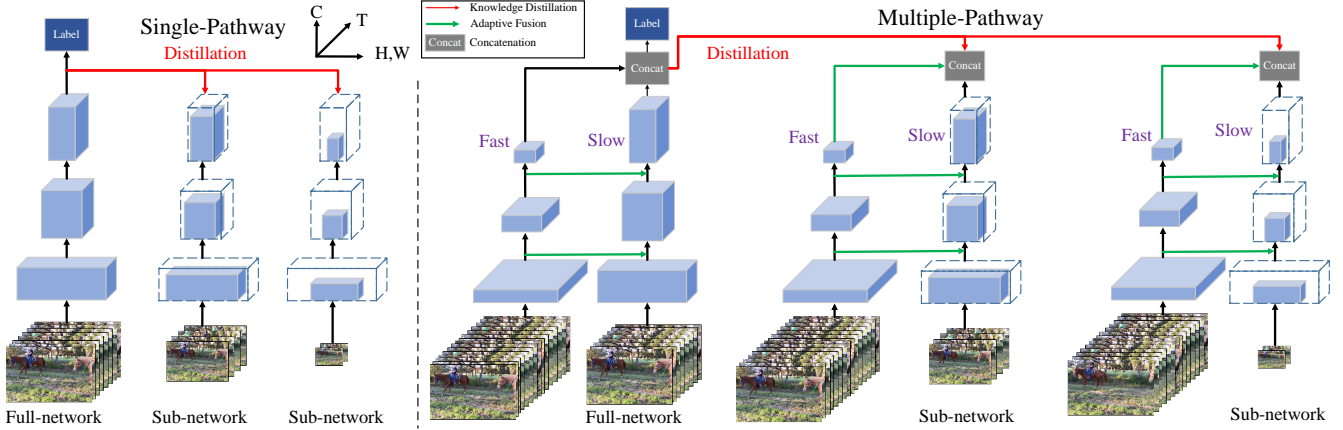 Single-Pathway
Label
Distillation
C
T
H,W
Full-network
Sub-network
Sub-network
Knowledge Distillation
Adaptive Fusion
Concat
Concatenation
Multiple-Pathway
Label
Concat
Distillation
Concat
Concat
Fast
Slow
Fast
Slow
Fast
Slow
Full-network
Sub-network
Sub-network